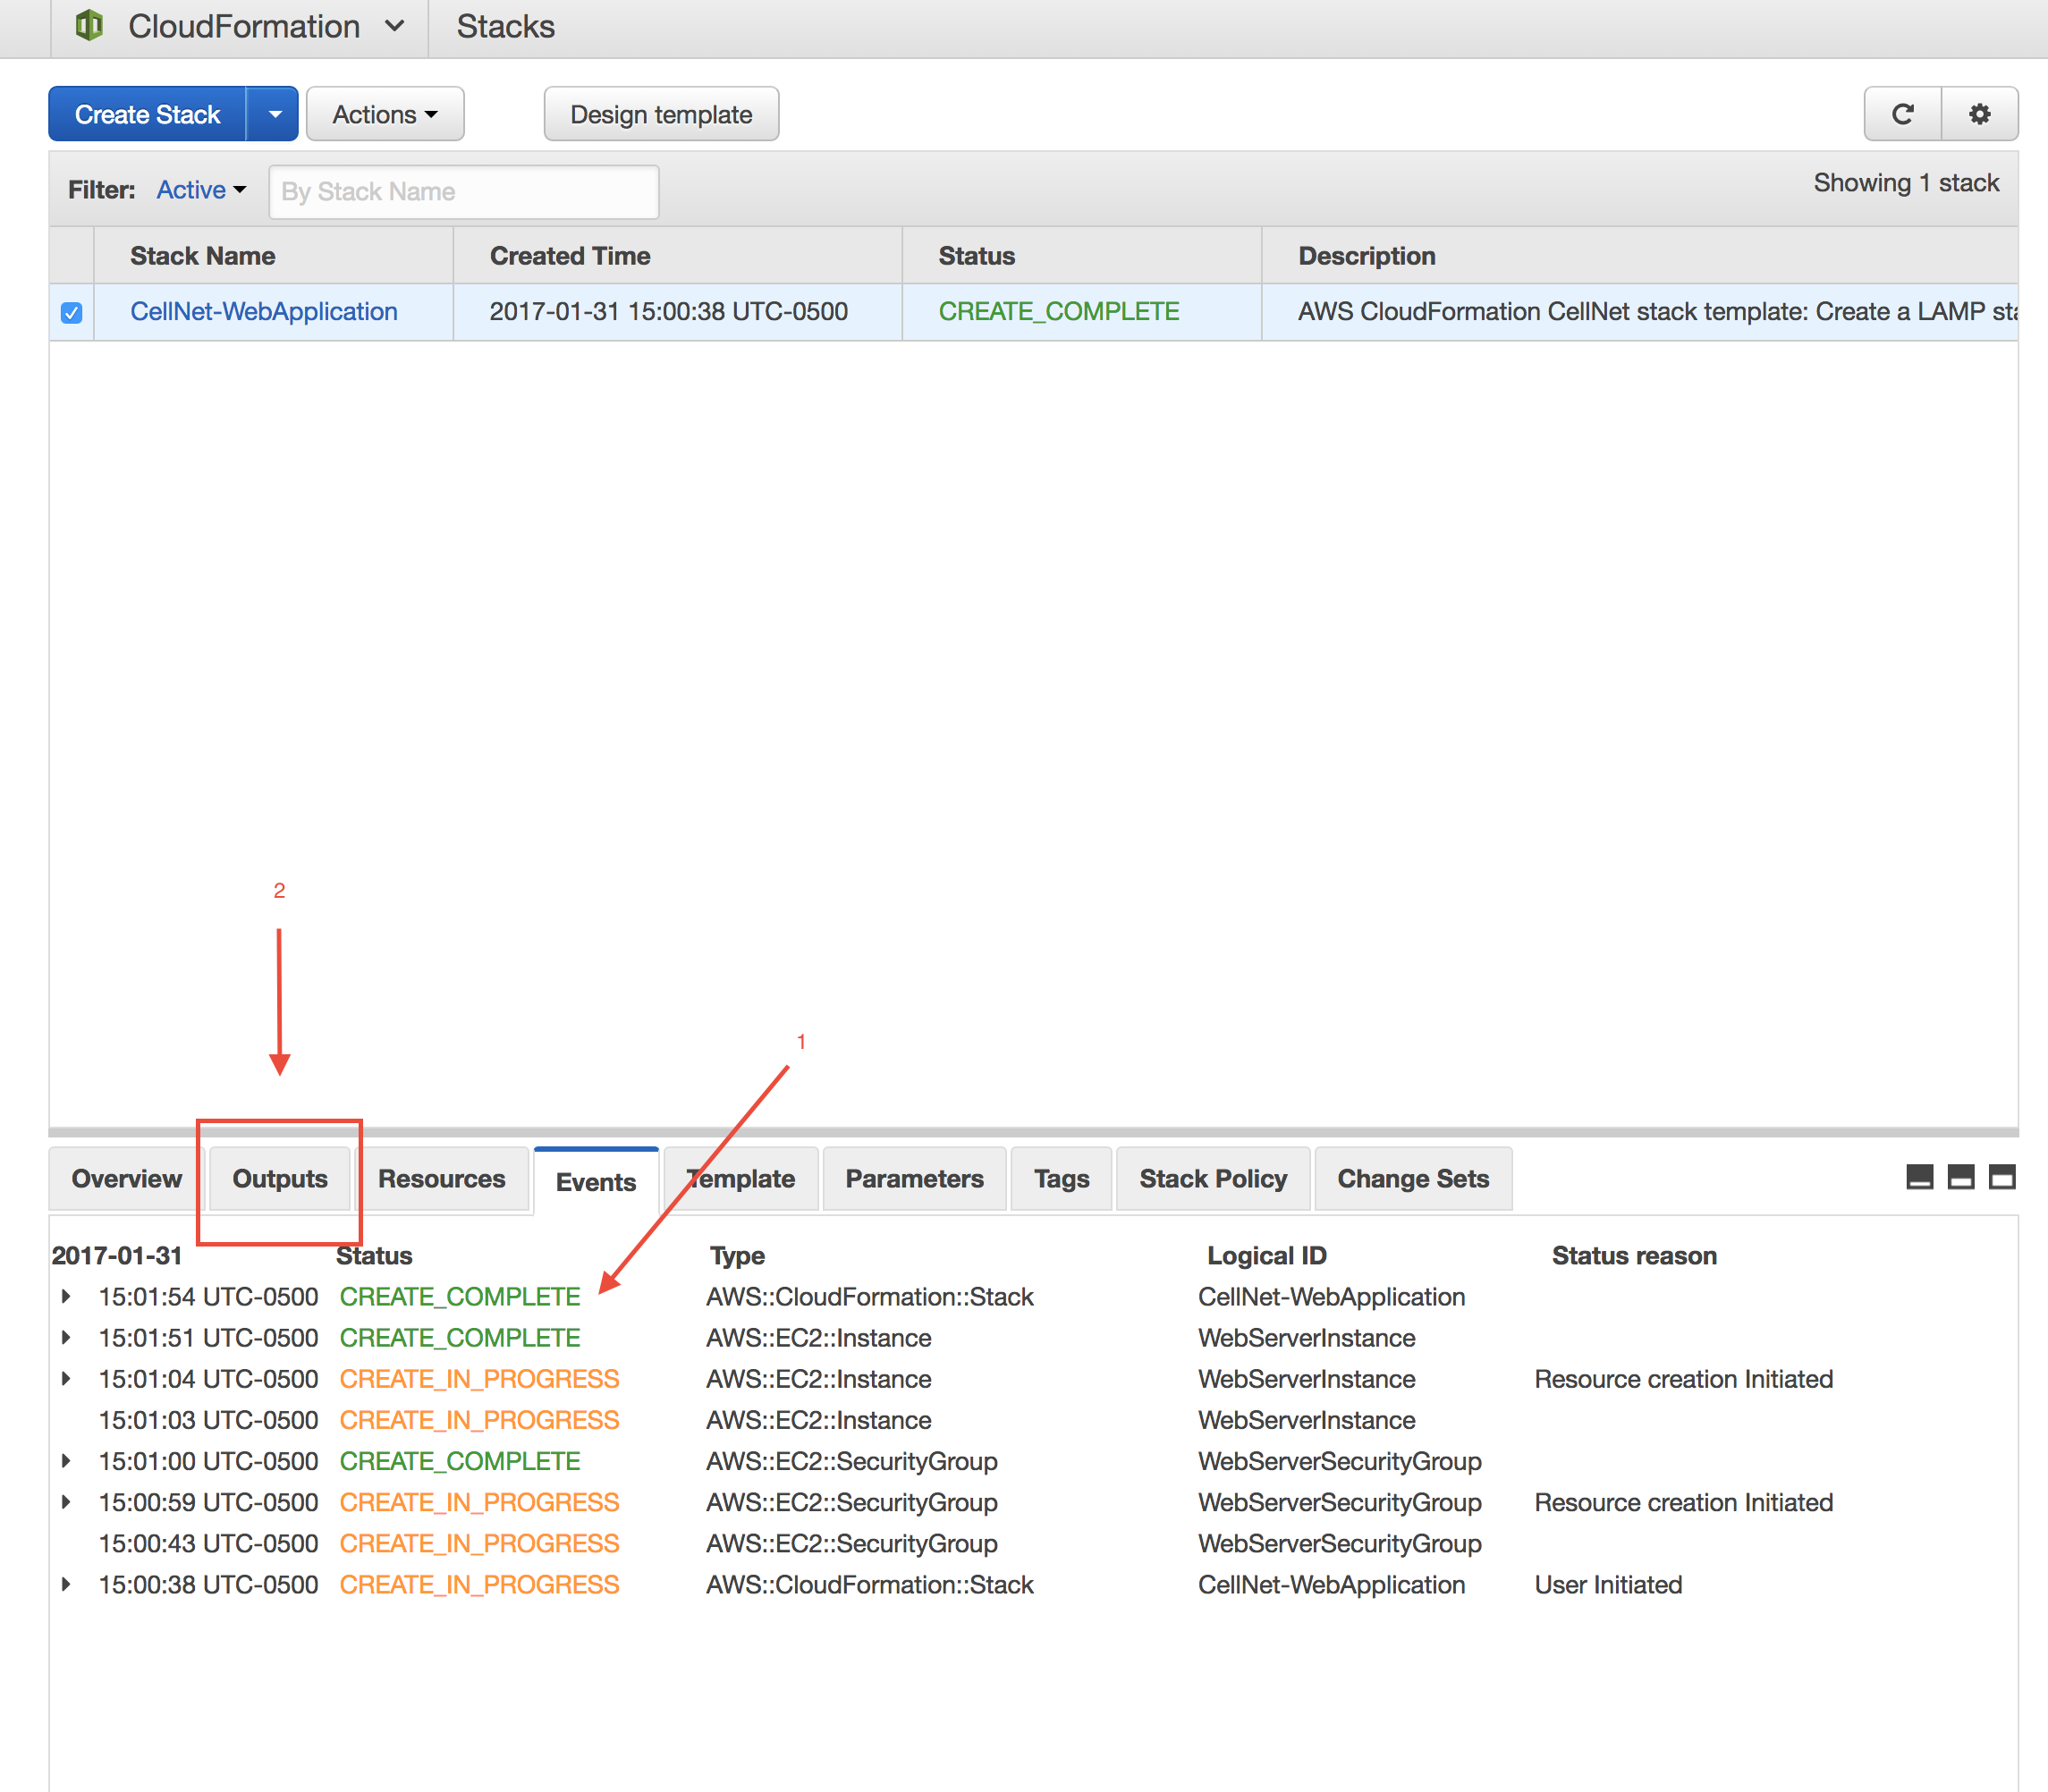 CloudFormation Stacks
Create Stack Actions Design template
Filter: Active By Stack Name Showing 1 stack
Stack Name Created Time Status Description
CellNet-WebApplication 2017-01-31 15:00:38 UTC-0500 CREATE_COMPLETE AWS CloudFormation CellNet stack template: Create a LAMP sta
2
1
Overview Outputs Resources Events Template Parameters Tags Stack Policy Change Sets
2017-01-31 Status Type Logical ID Status reason
15:01:54 UTC-0500 CREATE_COMPLETE AWS::CloudFormation::Stack CellNet-WebApplication
15:01:51 UTC-0500 CREATE_COMPLETE AWS::EC2::Instance WebServerInstance
15:01:04 UTC-0500 CREATE_IN_PROGRESS AWS::EC2::Instance WebServerInstance Resource creation Initiated
15:01:03 UTC-0500 CREATE_IN_PROGRESS AWS::EC2::Instance WebServerInstance
15:01:00 UTC-0500 CREATE_COMPLETE AWS::EC2::SecurityGroup WebServerSecurityGroup
15:00:59 UTC-0500 CREATE_IN_PROGRESS AWS::EC2::SecurityGroup WebServerSecurityGroup Resource creation Initiated
15:00:43 UTC-0500 CREATE_IN_PROGRESS AWS::EC2::SecurityGroup WebServerSecurityGroup
15:00:38 UTC-0500 CREATE_IN_PROGRESS AWS::CloudFormation::Stack CellNet-WebApplication User Initiated